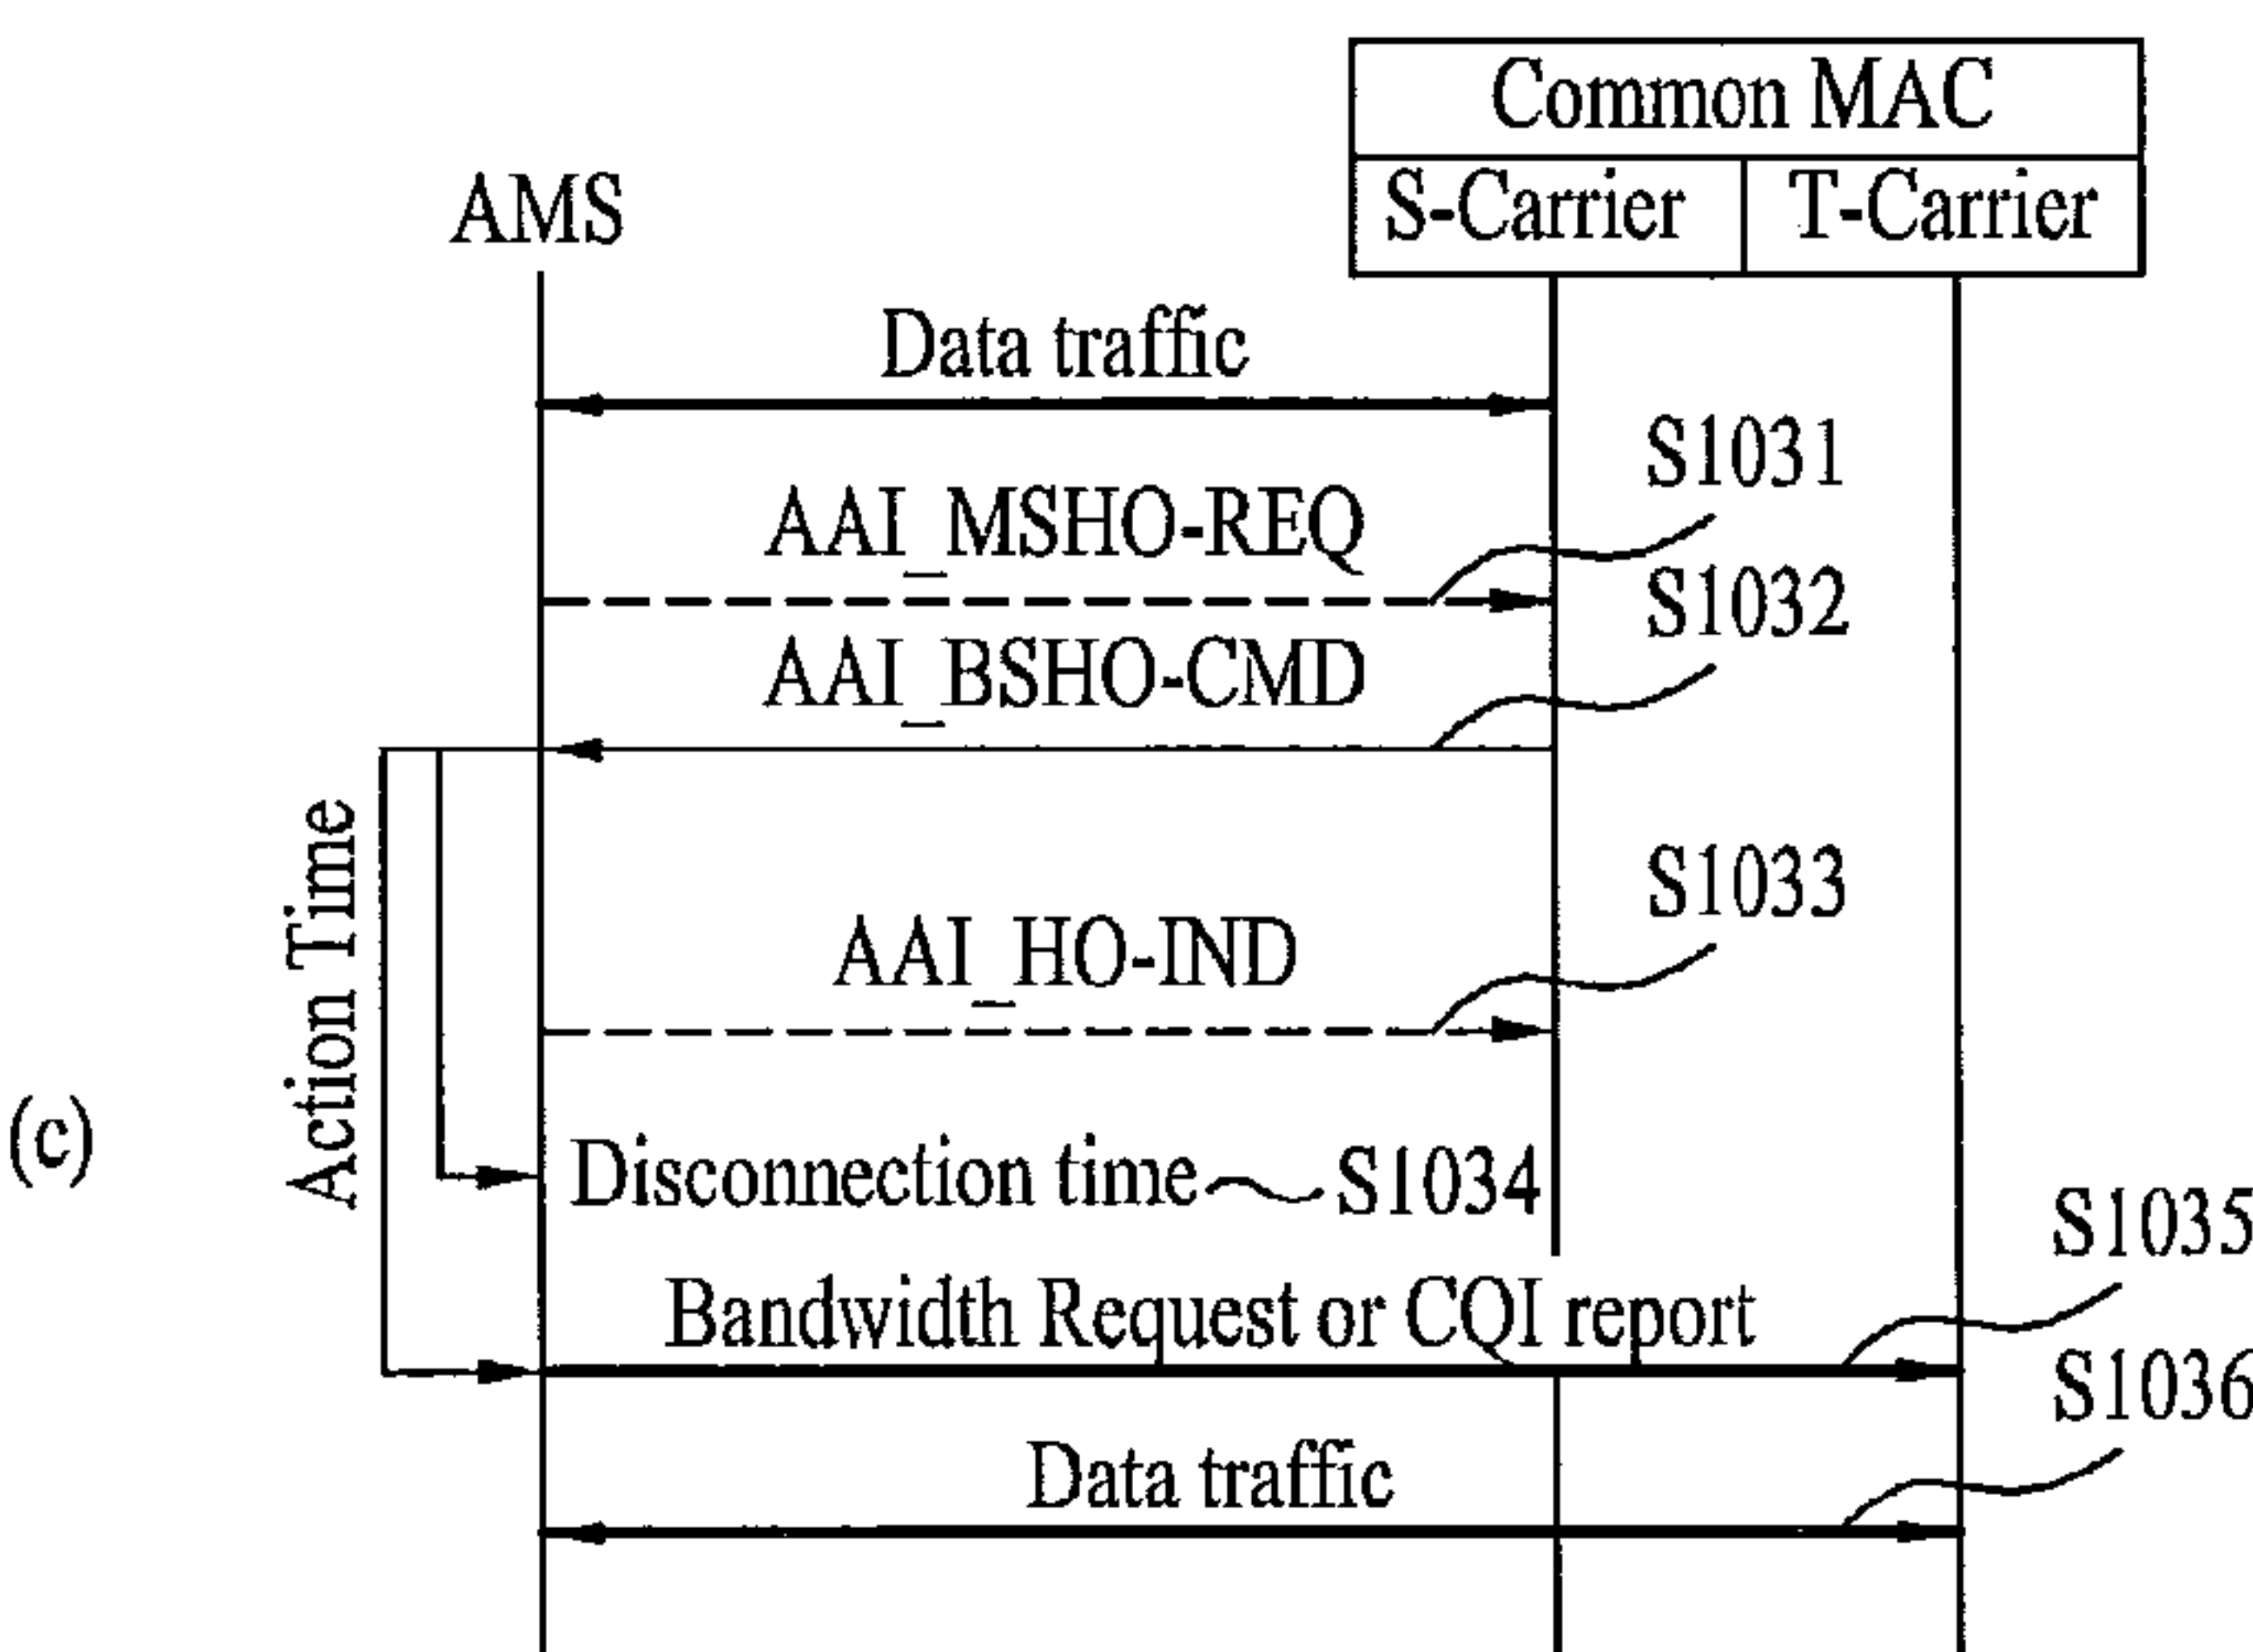 Common MAC
AMS
S-Carrier T-Carrier
Data traffic
S1031
AAI_MSHO-REQ
S1032
AAI_BSHO-CMD
Action Time
S1033
AAI_HO-IND
(c)
Disconnection time S1034
S1035
Bandwidth Request or CQI report
S1036
Data traffic